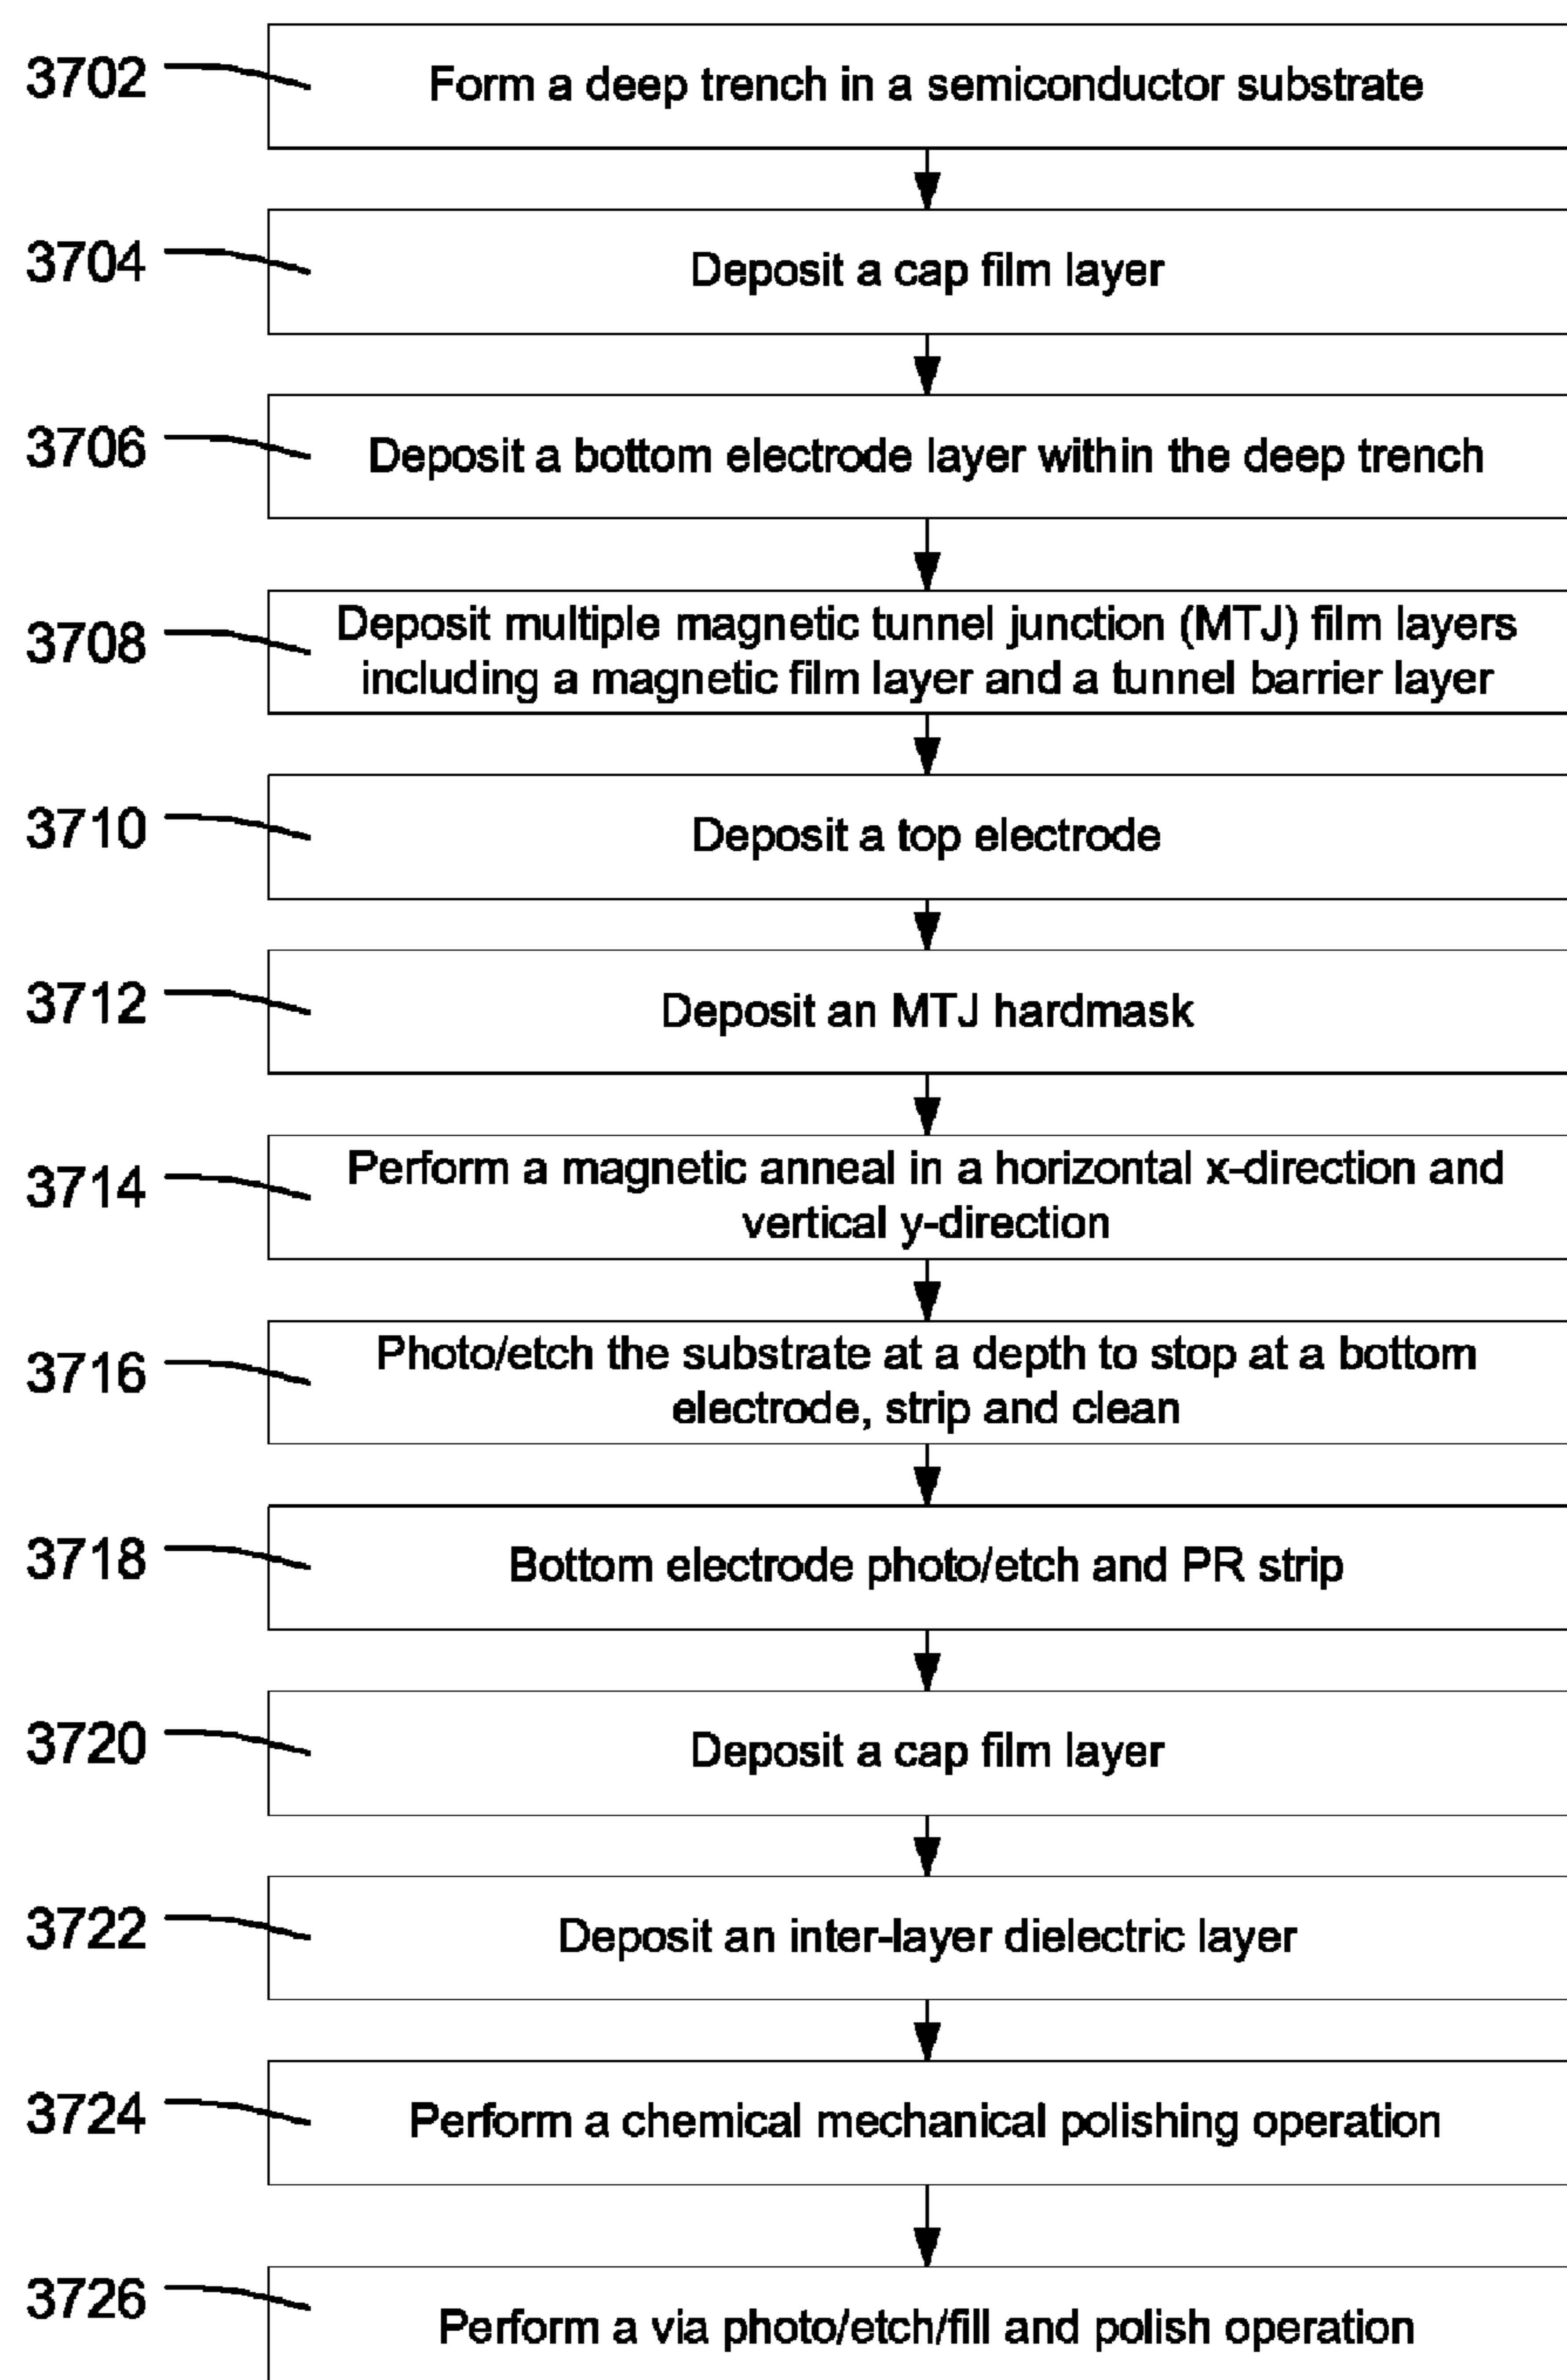 3702
Form a deep trench in a semiconductor substrate
3704
Deposit a cap film layer
3706
Deposit a bottom electrode layer within the deep trench
3708
Deposit multiple magnetic tunnel junction (MTJ) film layers
including a magnetic film layer and a tunnel barrier layer
3710
Deposit a top electrode
3712
Deposit an MTJ hardmask
3714
Perform a magnetic anneal in a horizontal x-direction and
vertical y-direction
3716
Photo/etch the substrate at a depth to stop at a bottom
electrode, strip and clean
3718
Bottom electrode photo/etch and PR strip
3720
Deposit a cap film layer
3722
Deposit an inter-layer dielectric layer
3724
Perform a chemical mechanical polishing operation
3726
Perform a via photo/etch/fill and polish operation